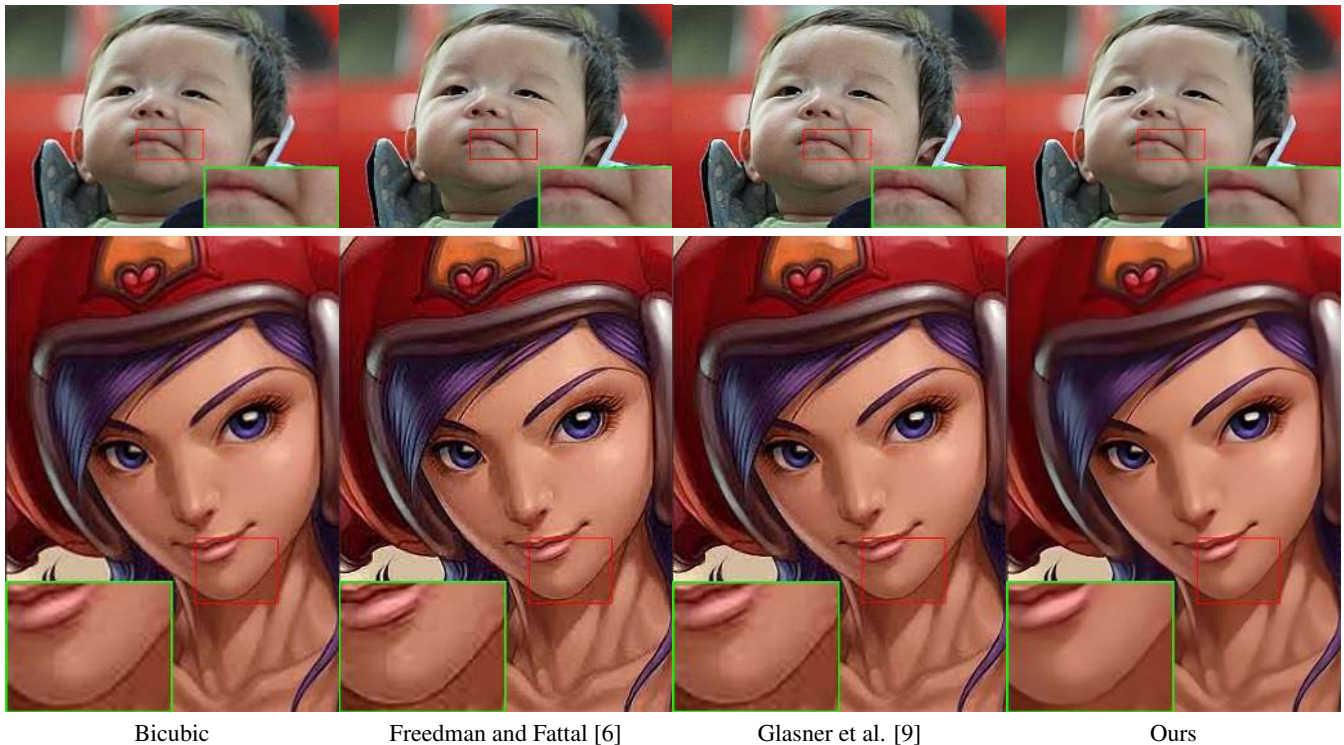 Bicubic
Freedman and Fattal [6]
Glasner et al. [9]
Ours